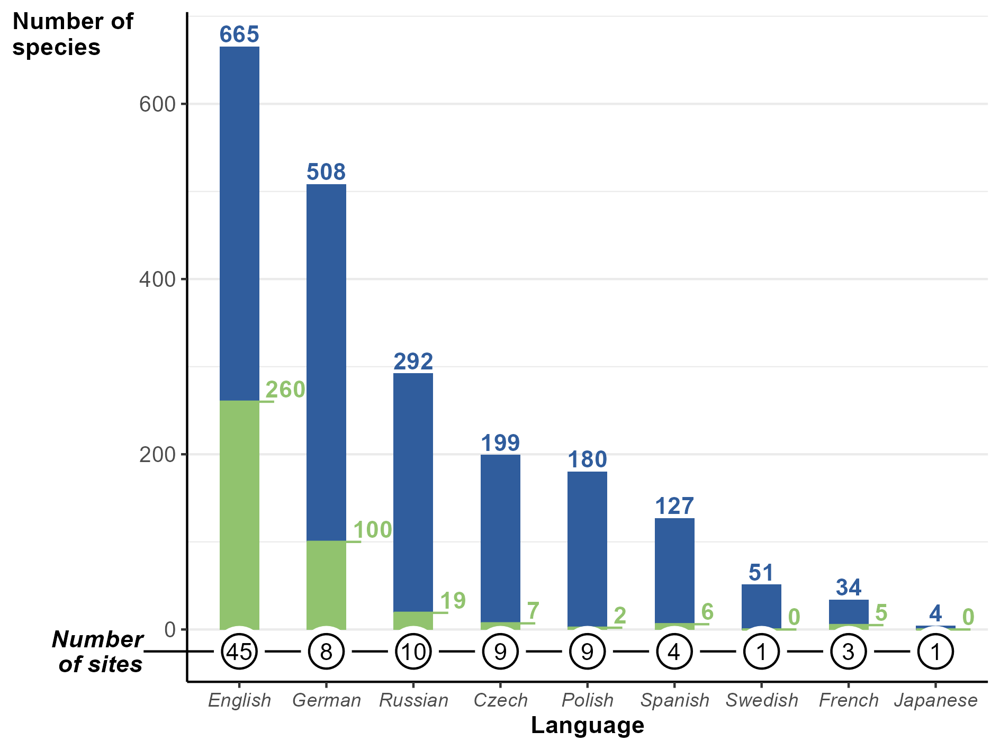 Number of
species
665
600
508
400
292
260
200
199
180
127
100
51
34
19
7
2
6
0
5
4
0
0
Number
of sites
45
8
10
9
9
4
1
3
1
English
German
Russian
Czech
Polish
Spanish
Swedish
French
Japanese
Language